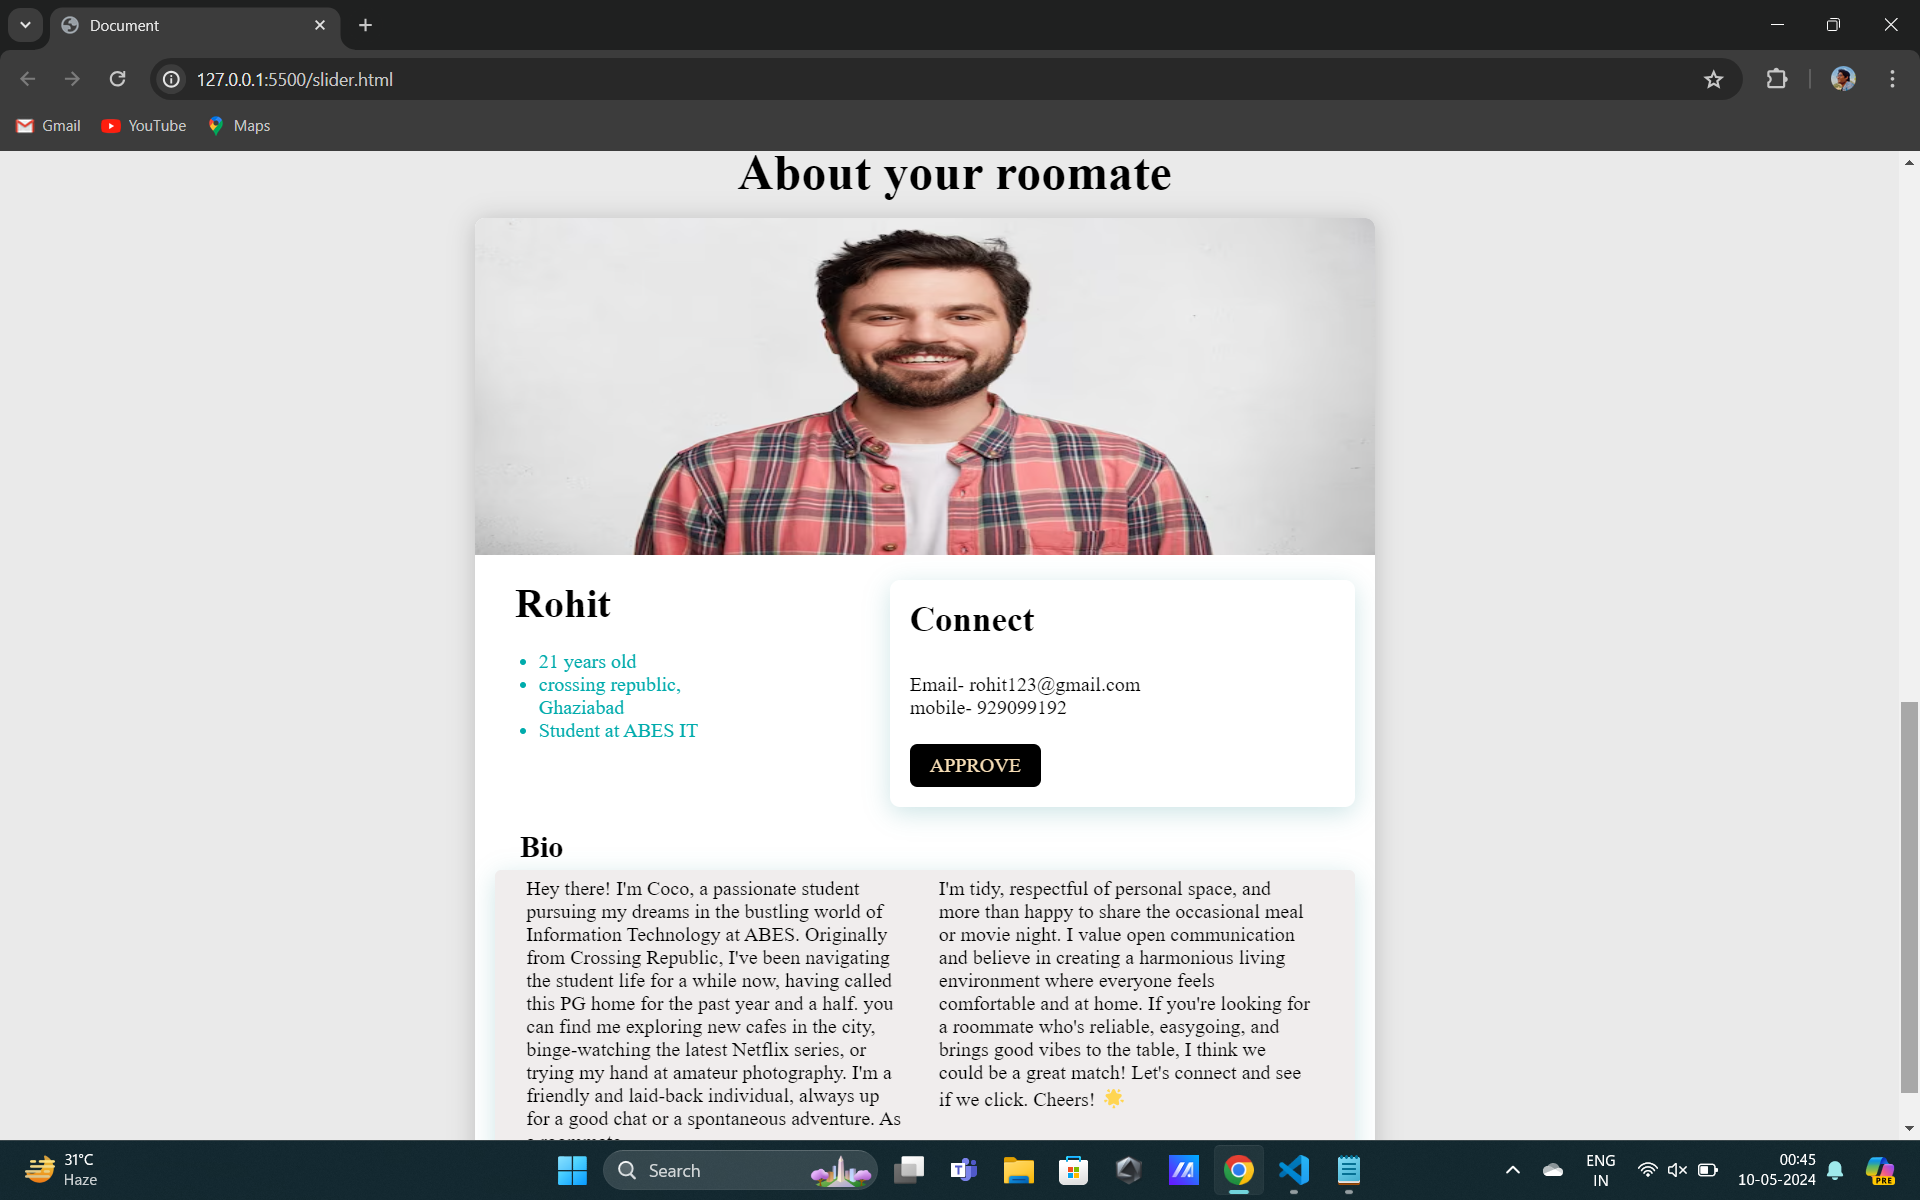 Document
127.0.0.1:5500/slider.html
Gmail
YouTube
Maps
About your roomate
Rohit
• 21 years old
• crossing republic,
Ghaziabad
• Student at ABES IT
Connect
Email- rohit123@gmail.com
mobile- 929099192
APPROVE
Bio
Hey there! I'm Coco, a passionate student
pursuing my dreams in the bustling world of
Information Technology at ABES. Originally
from Crossing Republic, I've been navigating
the student life for a while now, having called
this PG home for the past year and a half. you
can find me exploring new cafes in the city,
binge-watching the latest Netflix series, or
trying my hand at amateur photography. I'm a
friendly and laid-back individual, always up
for a good chat or a spontaneous adventure. As
I'm tidy, respectful of personal space, and
more than happy to share the occasional meal
or movie night. I value open communication
and believe in creating a harmonious living
environment where everyone feels
comfortable and at home. If you're looking for
a roommate who's reliable, easygoing, and
brings good vibes to the table, I think we
could be a great match! Let's connect and see
if we click. Cheers! 🌟
31°C
Haze
Search
ENG
IN
00:45
10-05-2024
PRE